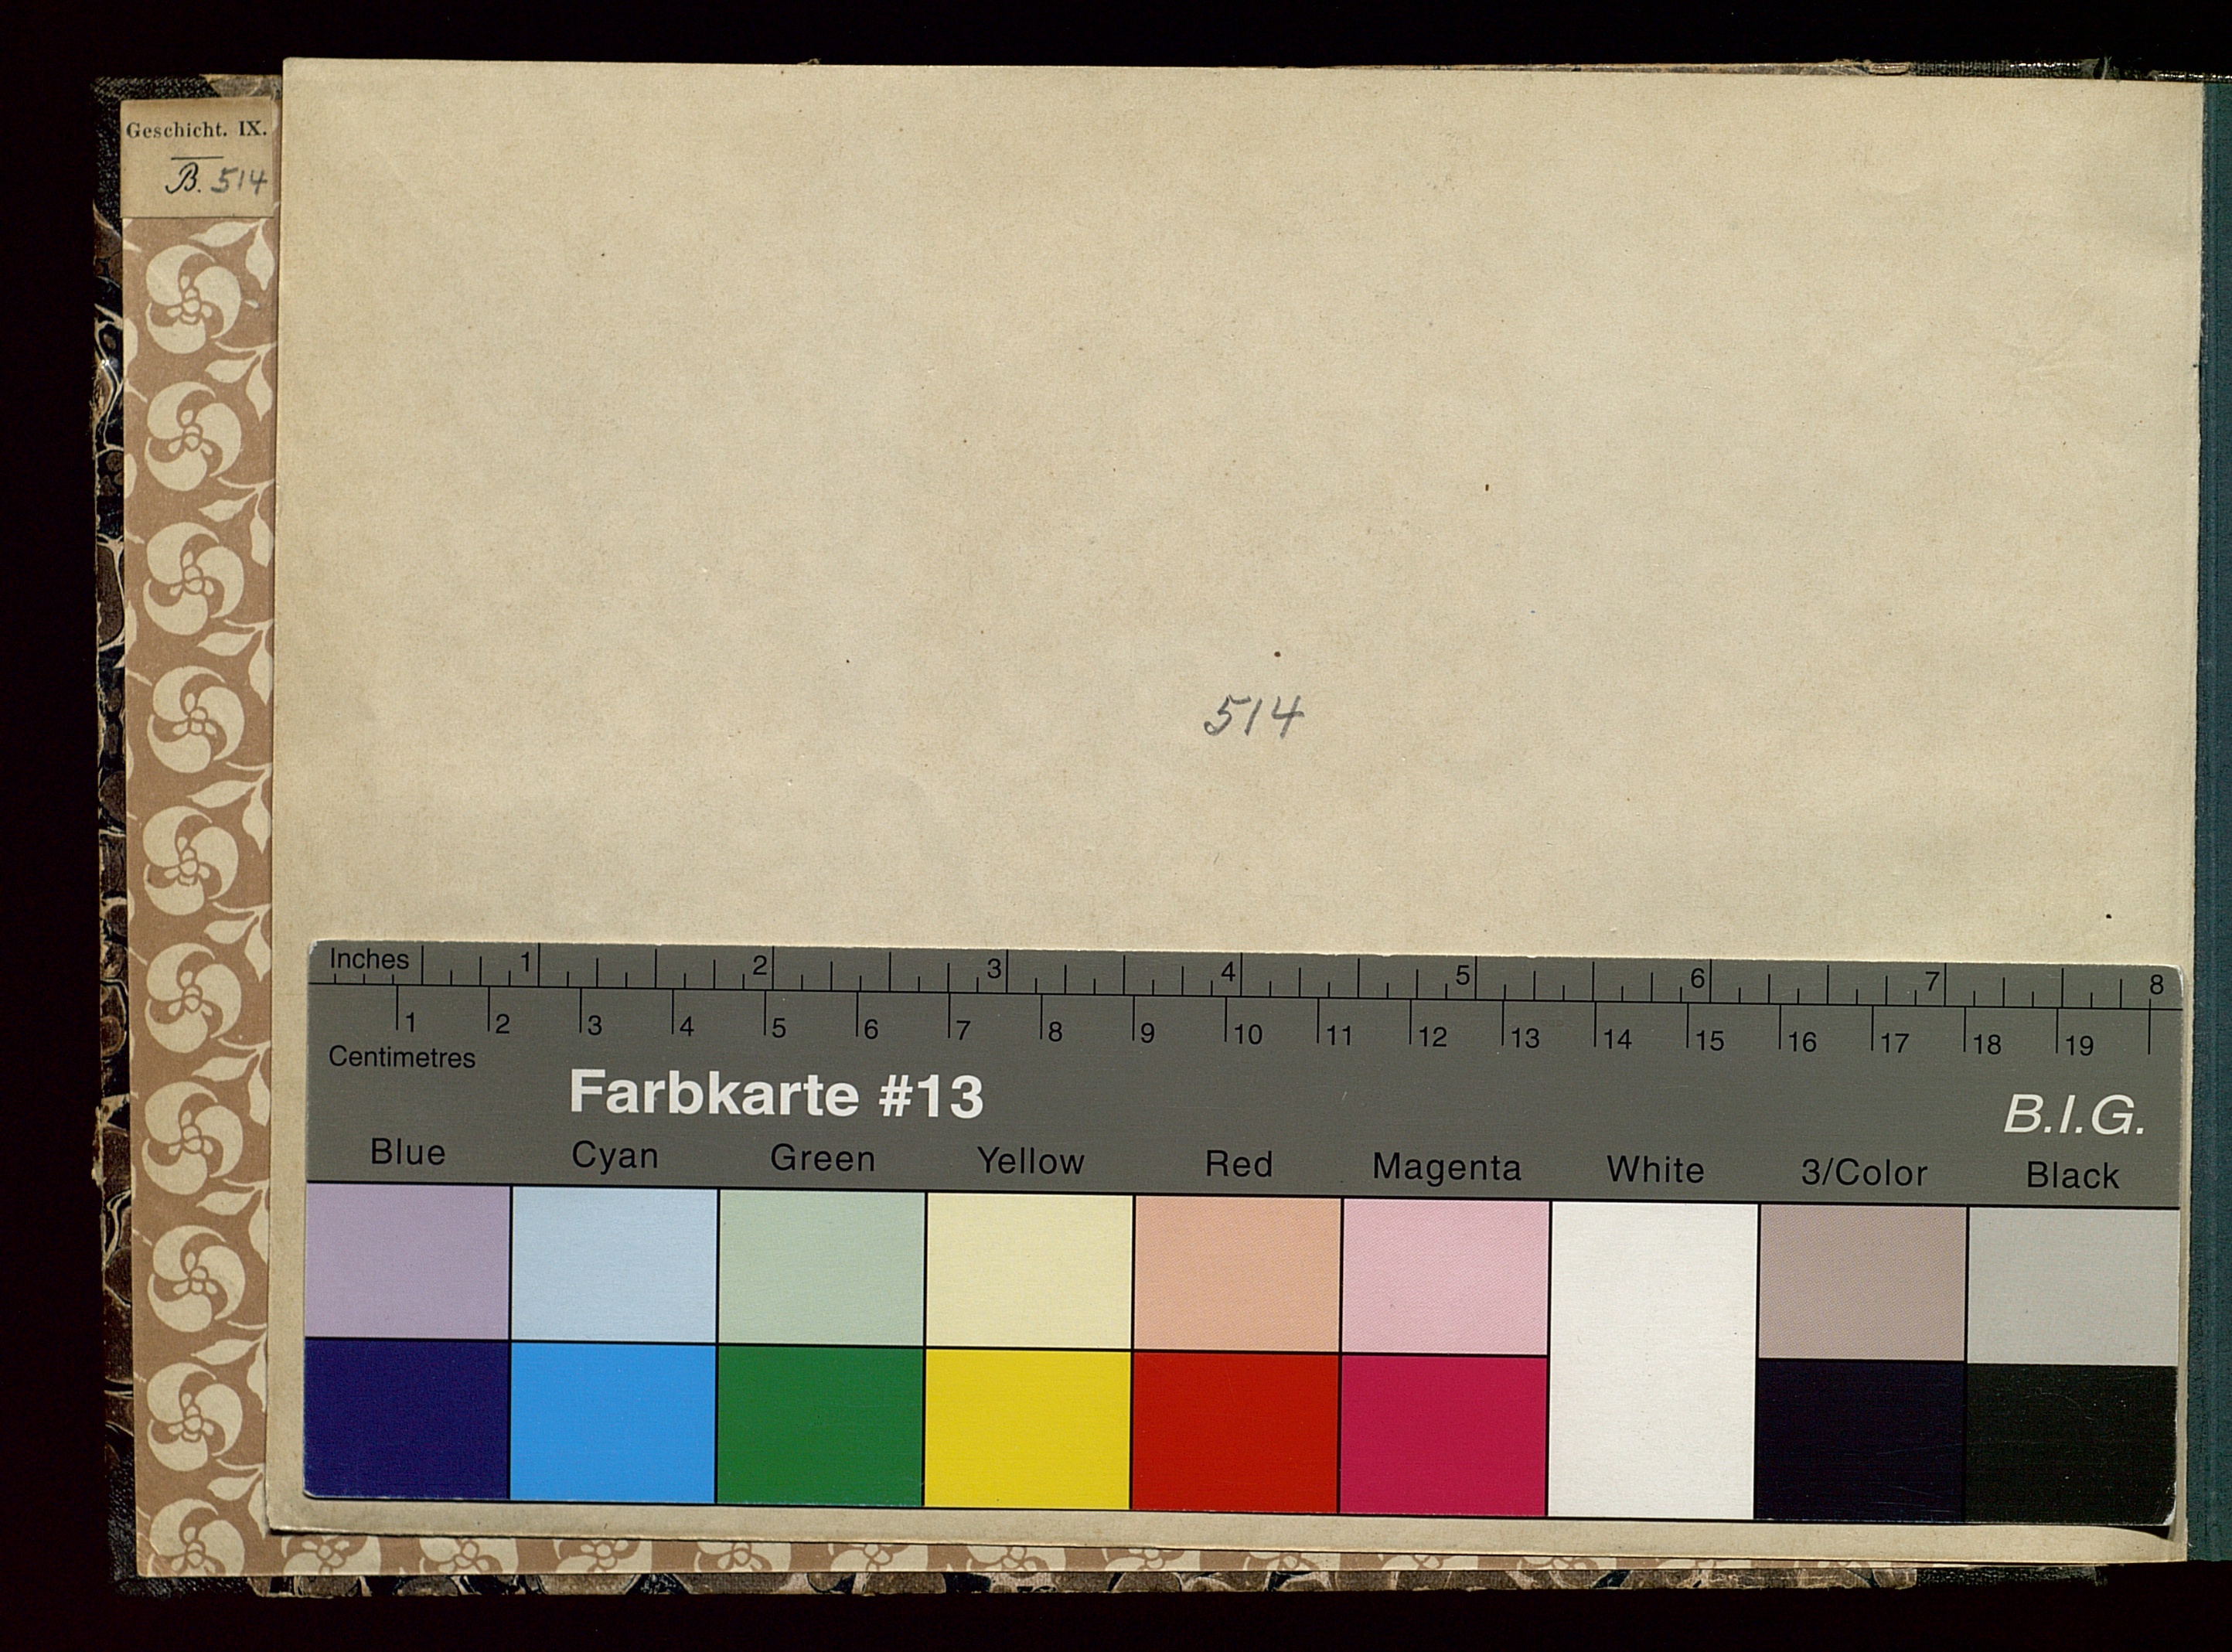 Geschicht. IX.
B. 514
514
Inches 1 2 3 4 5 6 7 8
1 2 3 4 5 6 7 8 9 10 11 12 13 14 15 16 17 18 19
Centimetres
Farbkarte #13
B.I.G.
Blue Cyan Green Yellow Red Magenta White 3/Color Black